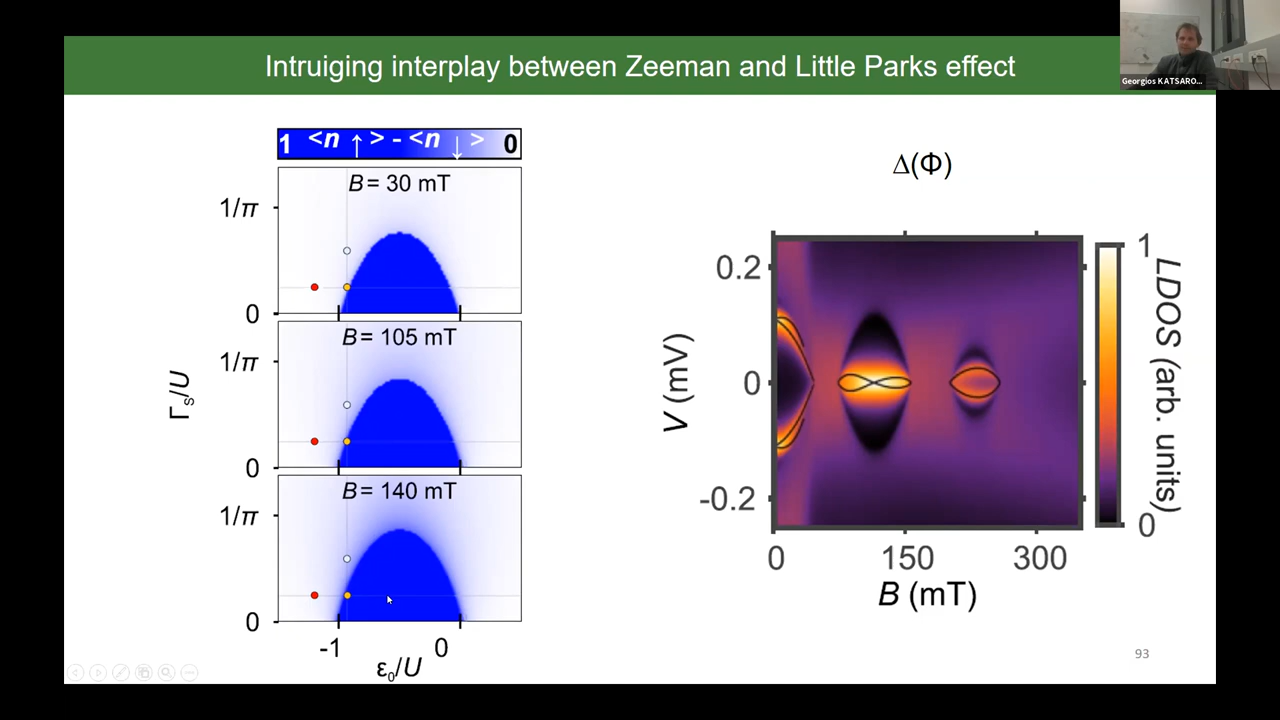 Intruiging interplay between Zeeman and Little Parks effect
Georgios KATSARO...
1 <n ↑> - <n ↓> 0
B = 30 mT
1/π
0
B = 105 mT
1/π
0
B = 140 mT
1/π
0
Γs/U
-1 0
ε0/U
Δ(Φ)
0.2
0
-0.2
V (mV)
0 150 300
B (mT)
1
0
LDOS (arb. units)
93